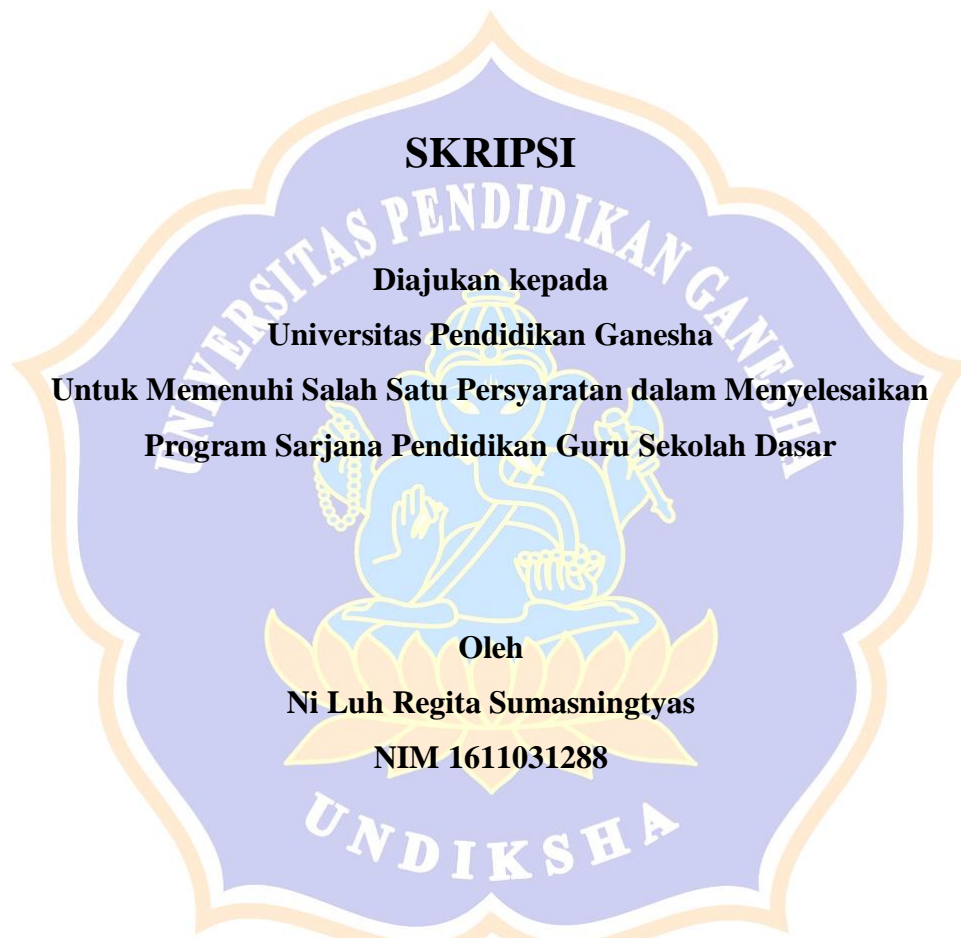 SKRIPSI
UNIVERSITAS PENDIDIKAN GANESHA
Diajukan kepada
Universitas Pendidikan Ganesha
Untuk Memenuhi Salah Satu Persyaratan dalam Menyelesaikan
Program Sarjana Pendidikan Guru Sekolah Dasar
Oleh
Ni Luh Regita Sumasningtyas
NIM 1611031288
UNDIKSHA